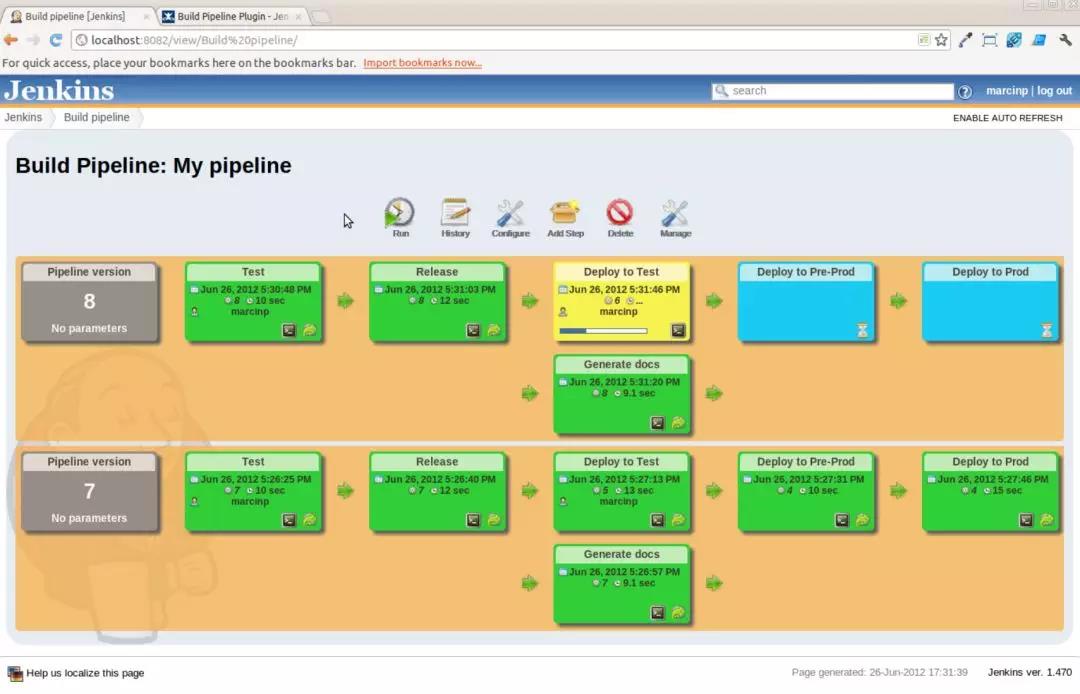 Build pipeline [Jenkins]
Build Pipeline Plugin - Jen
localhost:8082/view/Build%20pipeline/
For quick access, place your bookmarks here on the bookmarks bar. Import bookmarks now...
Jenkins
search
marcinp | log out
Jenkins
Build pipeline
ENABLE AUTO REFRESH
Build Pipeline: My pipeline
Run
History
Configure
Add Step
Delete
Manage
Pipeline version
8
No parameters
Test
Jun 26, 2012 5:30:48 PM
8 10 sec
marcinp
Release
Jun 26, 2012 5:31:03 PM
8 12 sec
Deploy to Test
Jun 26, 2012 5:31:46 PM
6 ...
marcinp
Deploy to Pre-Prod
Deploy to Prod
Generate docs
Jun 26, 2012 5:31:20 PM
8 9.1 sec
Pipeline version
7
No parameters
Test
Jun 26, 2012 5:26:25 PM
7 10 sec
marcinp
Release
Jun 26, 2012 5:26:40 PM
7 12 sec
Deploy to Test
Jun 26, 2012 5:27:13 PM
5 13 sec
marcinp
Deploy to Pre-Prod
Jun 26, 2012 5:27:31 PM
4 10 sec
Deploy to Prod
Jun 26, 2012 5:27:46 PM
4 15 sec
Generate docs
Jun 26, 2012 5:26:57 PM
7 9.1 sec
Help us localize this page
Page generated: 26-Jun-2012 17:31:39
Jenkins ver. 1.470